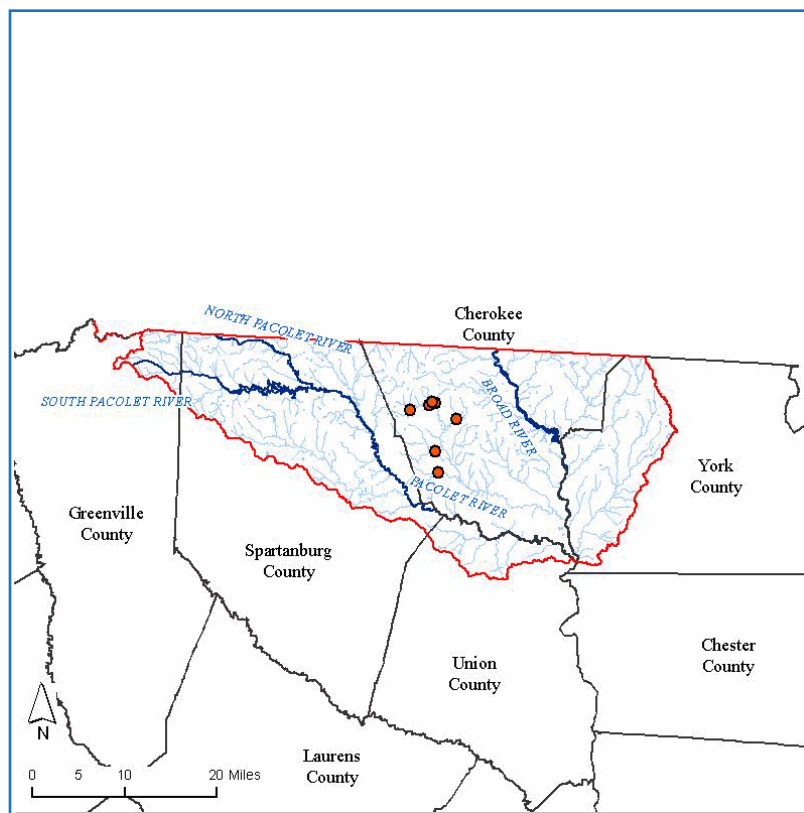 NORTH PACOLET RIVER
Cherokee
County
SOUTH PACOLET RIVER
BROAD RIVER
York
County
PACOLET RIVER
Greenville
County
Spartanburg
County
Chester
County
Union
County
N
Laurens
County
0 5 10 20 Miles